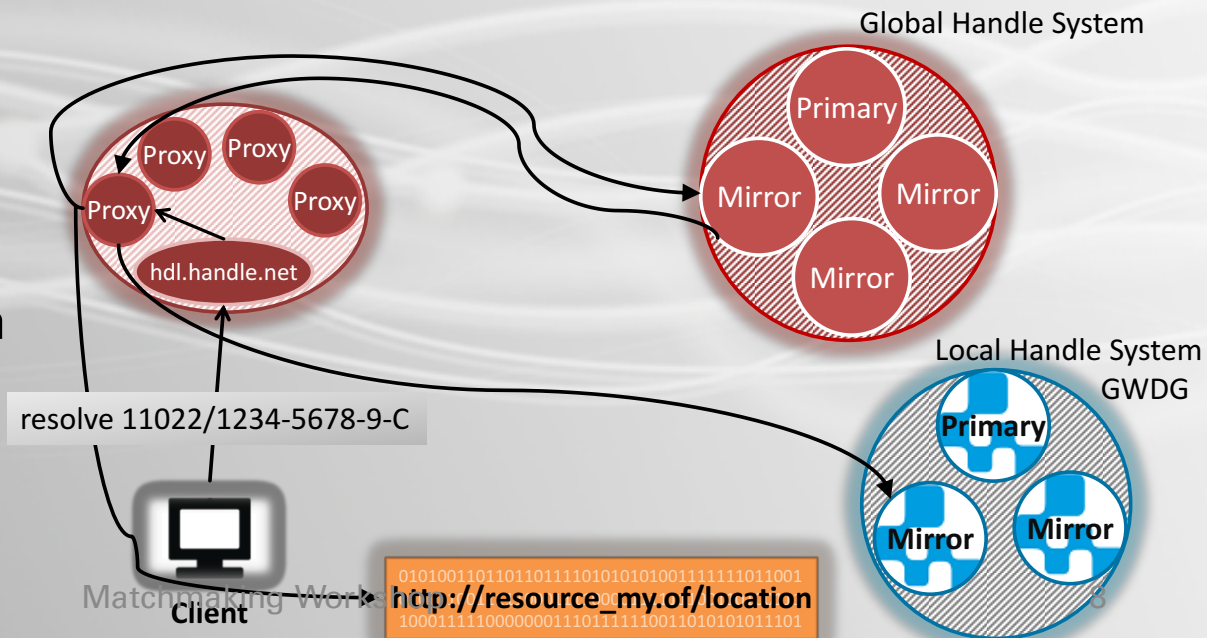 Global Handle System
Primary
Mirror
Mirror
Mirror
Proxy
Proxy
Proxy
Proxy
hdl.handle.net
Local Handle System
GWDG
Primary
Mirror
Mirror
resolve 11022/1234-5678-9-C
Client
Matchmaking Workshop
http://resource_my.of/location
8